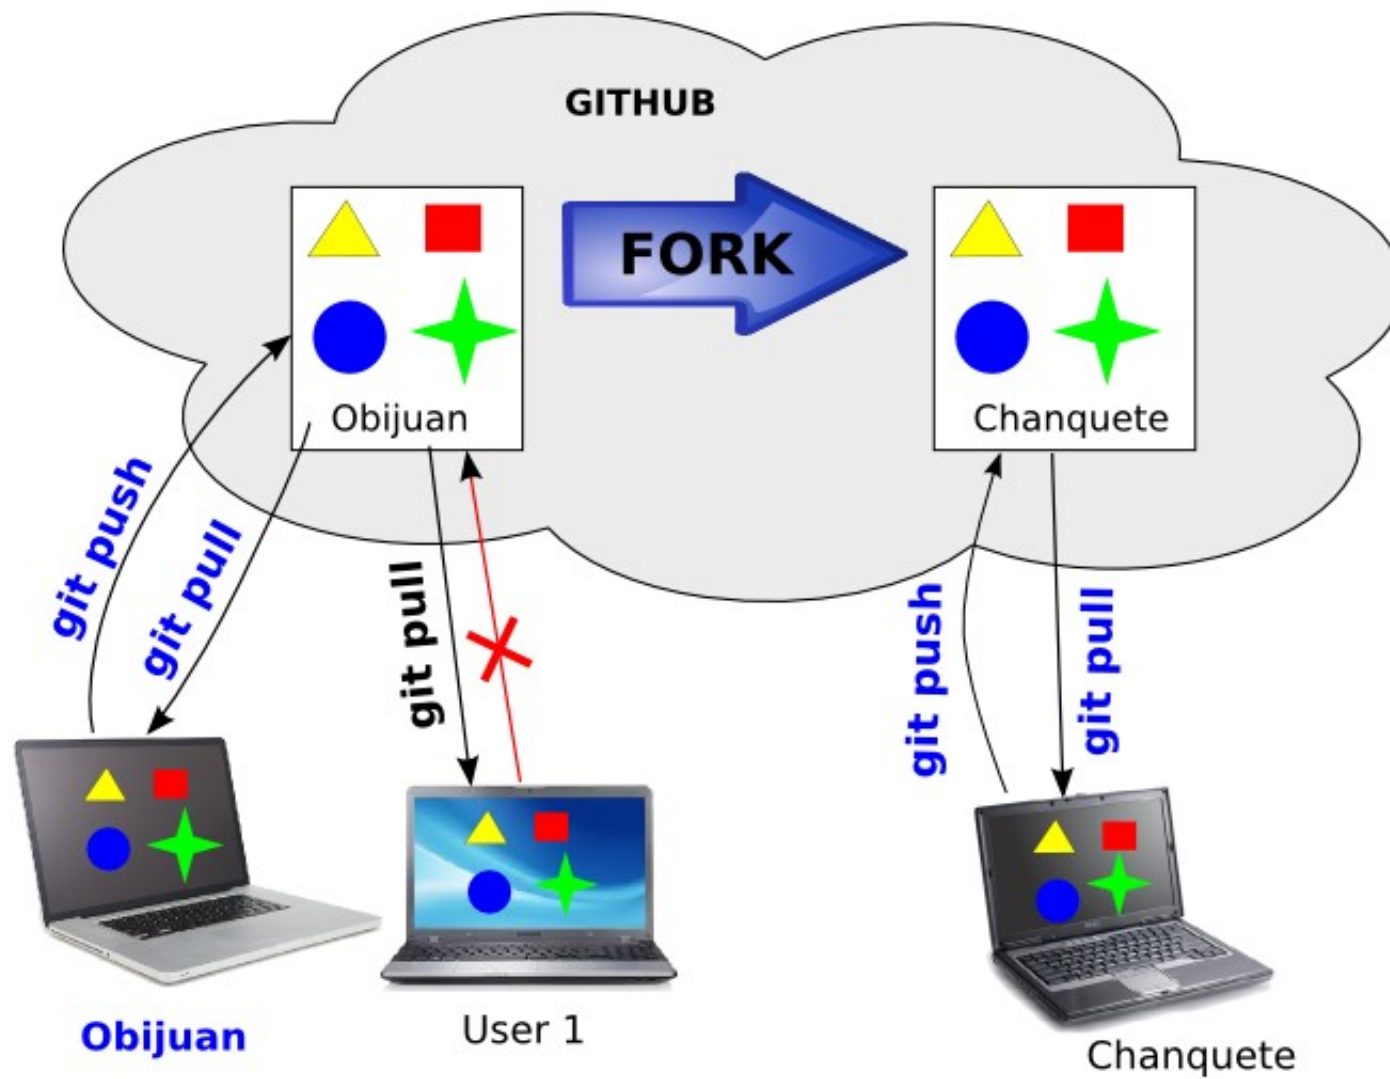 GITHUB
FORK
Obijuan
Chanquete
git push
git pull
git pull
git push
git pull
Obijuan
User 1
Chanquete